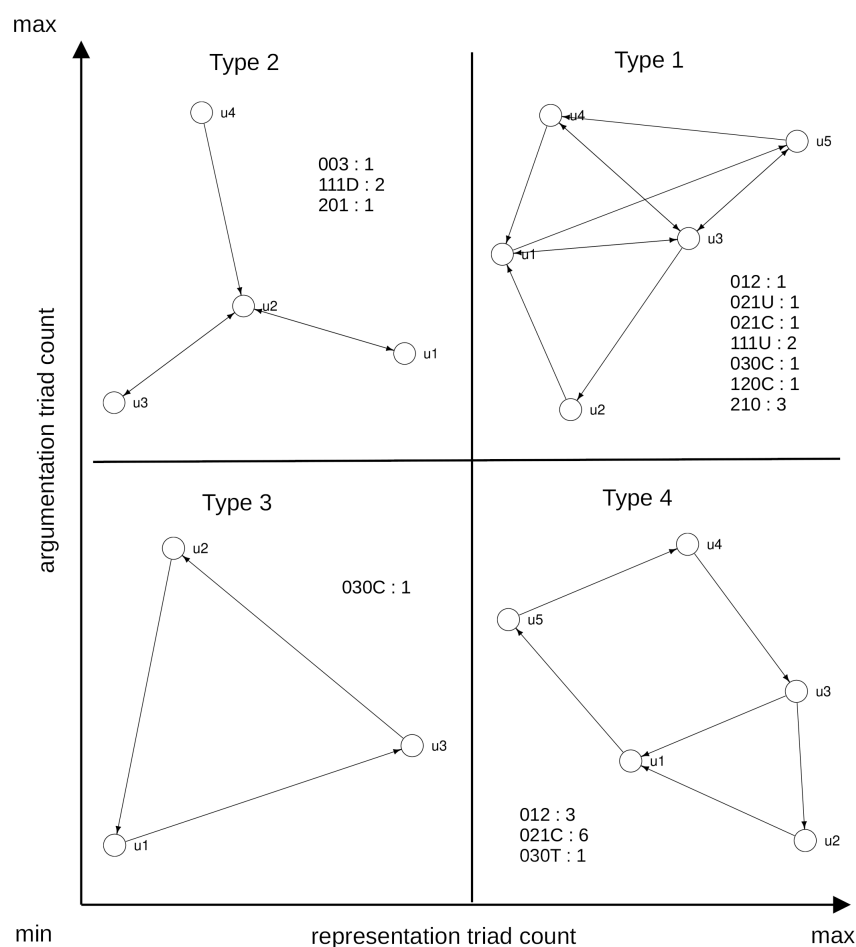 max
Type 2
Type 1
u4
u4
u5
003 : 1
111D : 2
201 : 1
u3
u1
012 : 1
021U : 1
021C : 1
111U : 2
030C : 1
120C : 1
210 : 3
u2
u1
u3
u2
argumentation triad count
Type 3
Type 4
u2
u4
030C : 1
u5
u3
u3
u1
012 : 3
021C : 6
030T : 1
u1
u2
min
representation triad count
max